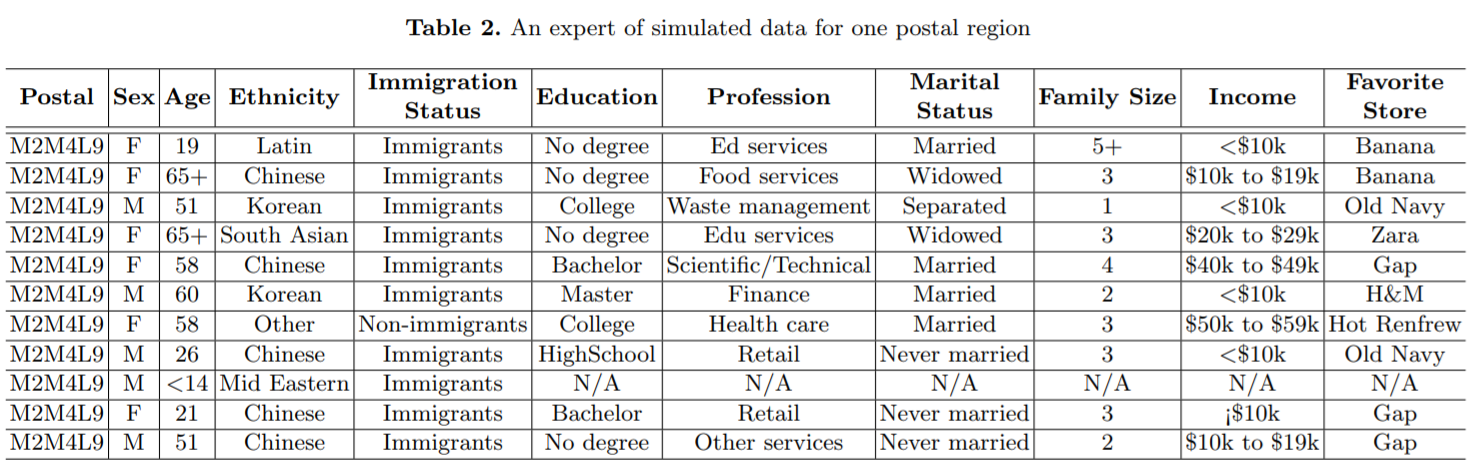 Table 2. An expert of simulated data for one postal region
Postal Sex Age Ethnicity Immigration Status Education Profession Marital Status Family Size Income Favorite Store
M2M4L9 F 19 Latin Immigrants No degree Ed services Married 5+ <$10k Banana
M2M4L9 F 65+ Chinese Immigrants No degree Food services Widowed 3 $10k to $19k Banana
M2M4L9 M 51 Korean Immigrants College Waste management Separated 1 <$10k Old Navy
M2M4L9 F 65+ South Asian Immigrants No degree Edu services Widowed 3 $20k to $29k Zara
M2M4L9 F 58 Chinese Immigrants Bachelor Scientific/Technical Married 4 $40k to $49k Gap
M2M4L9 M 60 Korean Immigrants Master Finance Married 2 <$10k H&M
M2M4L9 F 58 Other Non-immigrants College Health care Married 3 $50k to $59k Hot Renfrew
M2M4L9 M 26 Chinese Immigrants HighSchool Retail Never married 3 <$10k Old Navy
M2M4L9 M <14 Mid Eastern Immigrants N/A N/A N/A N/A N/A N/A
M2M4L9 F 21 Chinese Immigrants Bachelor Retail Never married 3 ¡$10k Gap
M2M4L9 M 51 Chinese Immigrants No degree Other services Never married 2 $10k to $19k Gap